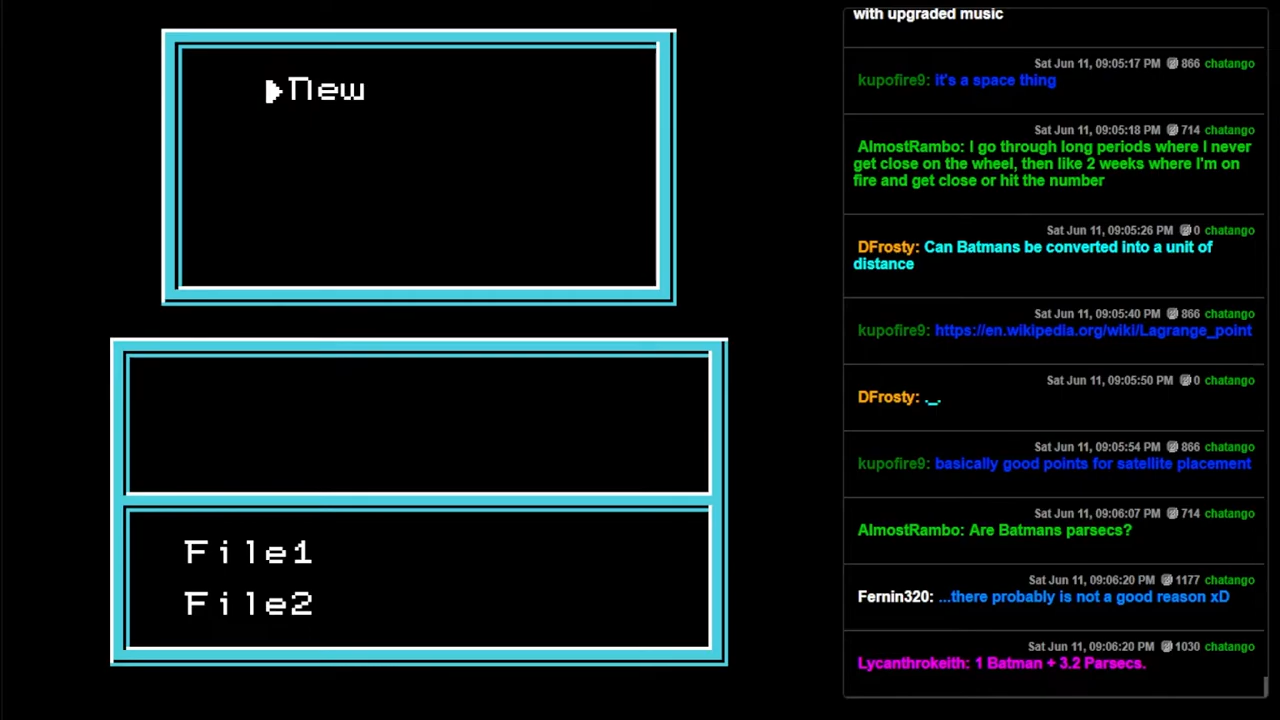 New
File1
File2
with upgraded music
Sat Jun 11, 09:05:17 PM 866 chatango
kupofire9: it's a space thing
Sat Jun 11, 09:05:18 PM 714 chatango
AlmostRambo: I go through long periods where I never
get close on the wheel, then like 2 weeks where I'm on
fire and get close or hit the number
Sat Jun 11, 09:05:26 PM 0 chatango
DFrosty: Can Batmans be converted into a unit of
distance
Sat Jun 11, 09:05:40 PM 866 chatango
kupofire9: https://en.wikipedia.org/wiki/Lagrange_point
Sat Jun 11, 09:05:50 PM 0 chatango
DFrosty: ._.
Sat Jun 11, 09:05:54 PM 866 chatango
kupofire9: basically good points for satellite placement
Sat Jun 11, 09:06:07 PM 714 chatango
AlmostRambo: Are Batmans parsecs?
Sat Jun 11, 09:06:20 PM 1177 chatango
Fernin320: ...there probably is not a good reason xD
Sat Jun 11, 09:06:20 PM 1030 chatango
Lycanthrokeith: 1 Batman + 3.2 Parsecs.